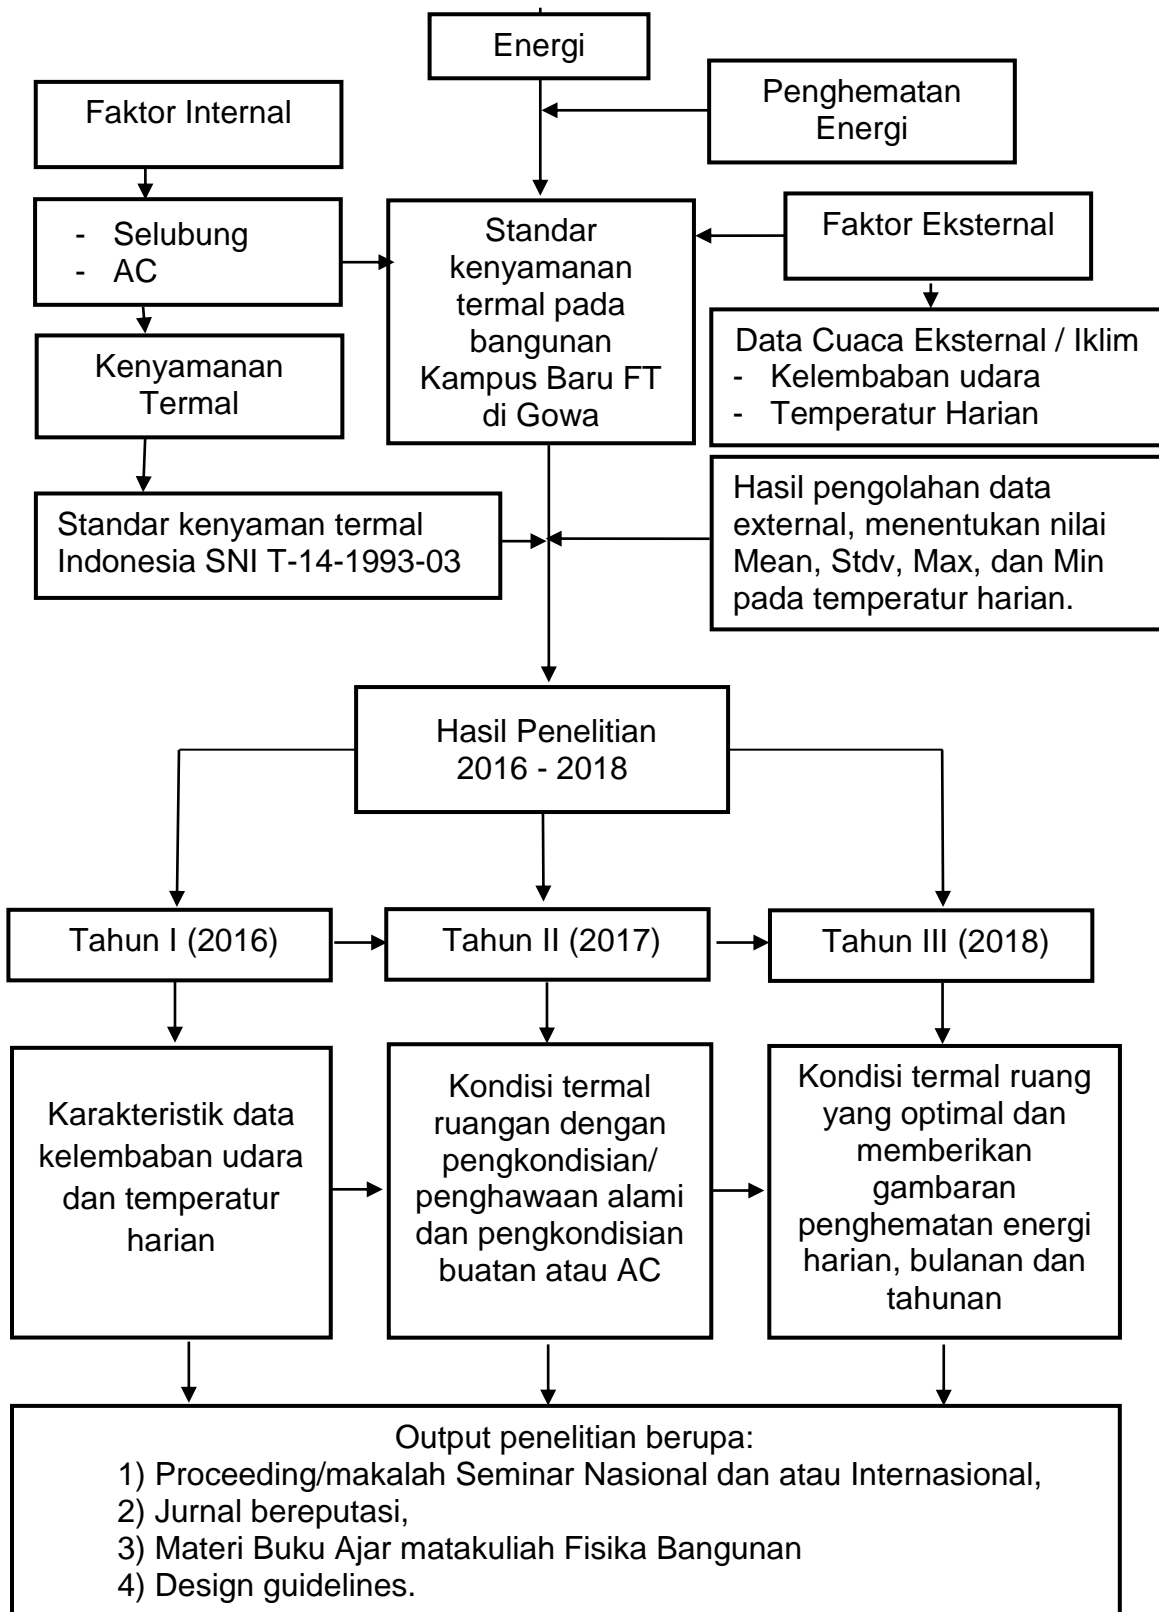 Energi
Penghematan
Energi
Faktor Internal
- Selubung
- AC
Standar
kenyamanan
termal pada
bangunan
Kampus Baru FT
di Gowa
Faktor Eksternal
Data Cuaca Eksternal / Iklim
- Kelembaban udara
- Temperatur Harian
Kenyamanan
Termal
Standar kenyaman termal
Indonesia SNI T-14-1993-03
Hasil pengolahan data
external, menentukan nilai
Mean, Stdv, Max, dan Min
pada temperatur harian.
Hasil Penelitian
2016 - 2018
Tahun I (2016)
Tahun II (2017)
Tahun III (2018)
Karakteristik data
kelembaban udara
dan temperatur
harian
Kondisi termal
ruangan dengan
pengkondisian/
penghawaan alami
dan pengkondisian
buatan atau AC
Kondisi termal ruang
yang optimal dan
memberikan
gambaran
penghematan energi
harian, bulanan dan
tahunan
Output penelitian berupa:
1) Proceeding/makalah Seminar Nasional dan atau Internasional,
2) Jurnal bereputasi,
3) Materi Buku Ajar matakuliah Fisika Bangunan
4) Design guidelines.